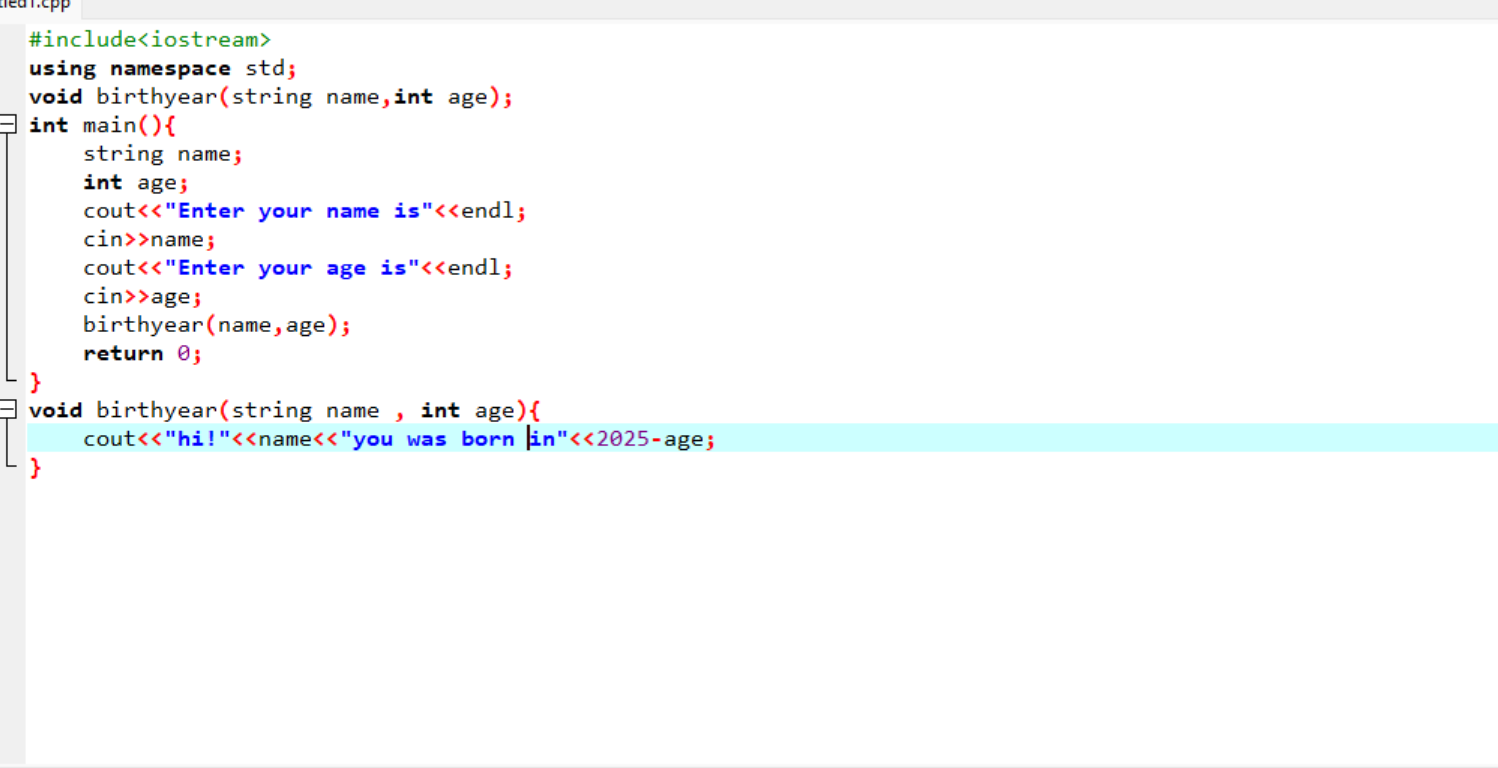 #include<iostream>
using namespace std;
void birthyear(string name,int age);
int main(){
    string name;
    int age;
    cout<<"Enter your name is"<<endl;
    cin>>name;
    cout<<"Enter your age is"<<endl;
    cin>>age;
    birthyear(name,age);
    return 0;
}
void birthyear(string name , int age){
    cout<<"hi!"<<name<<"you was born in"<<2025-age;
}